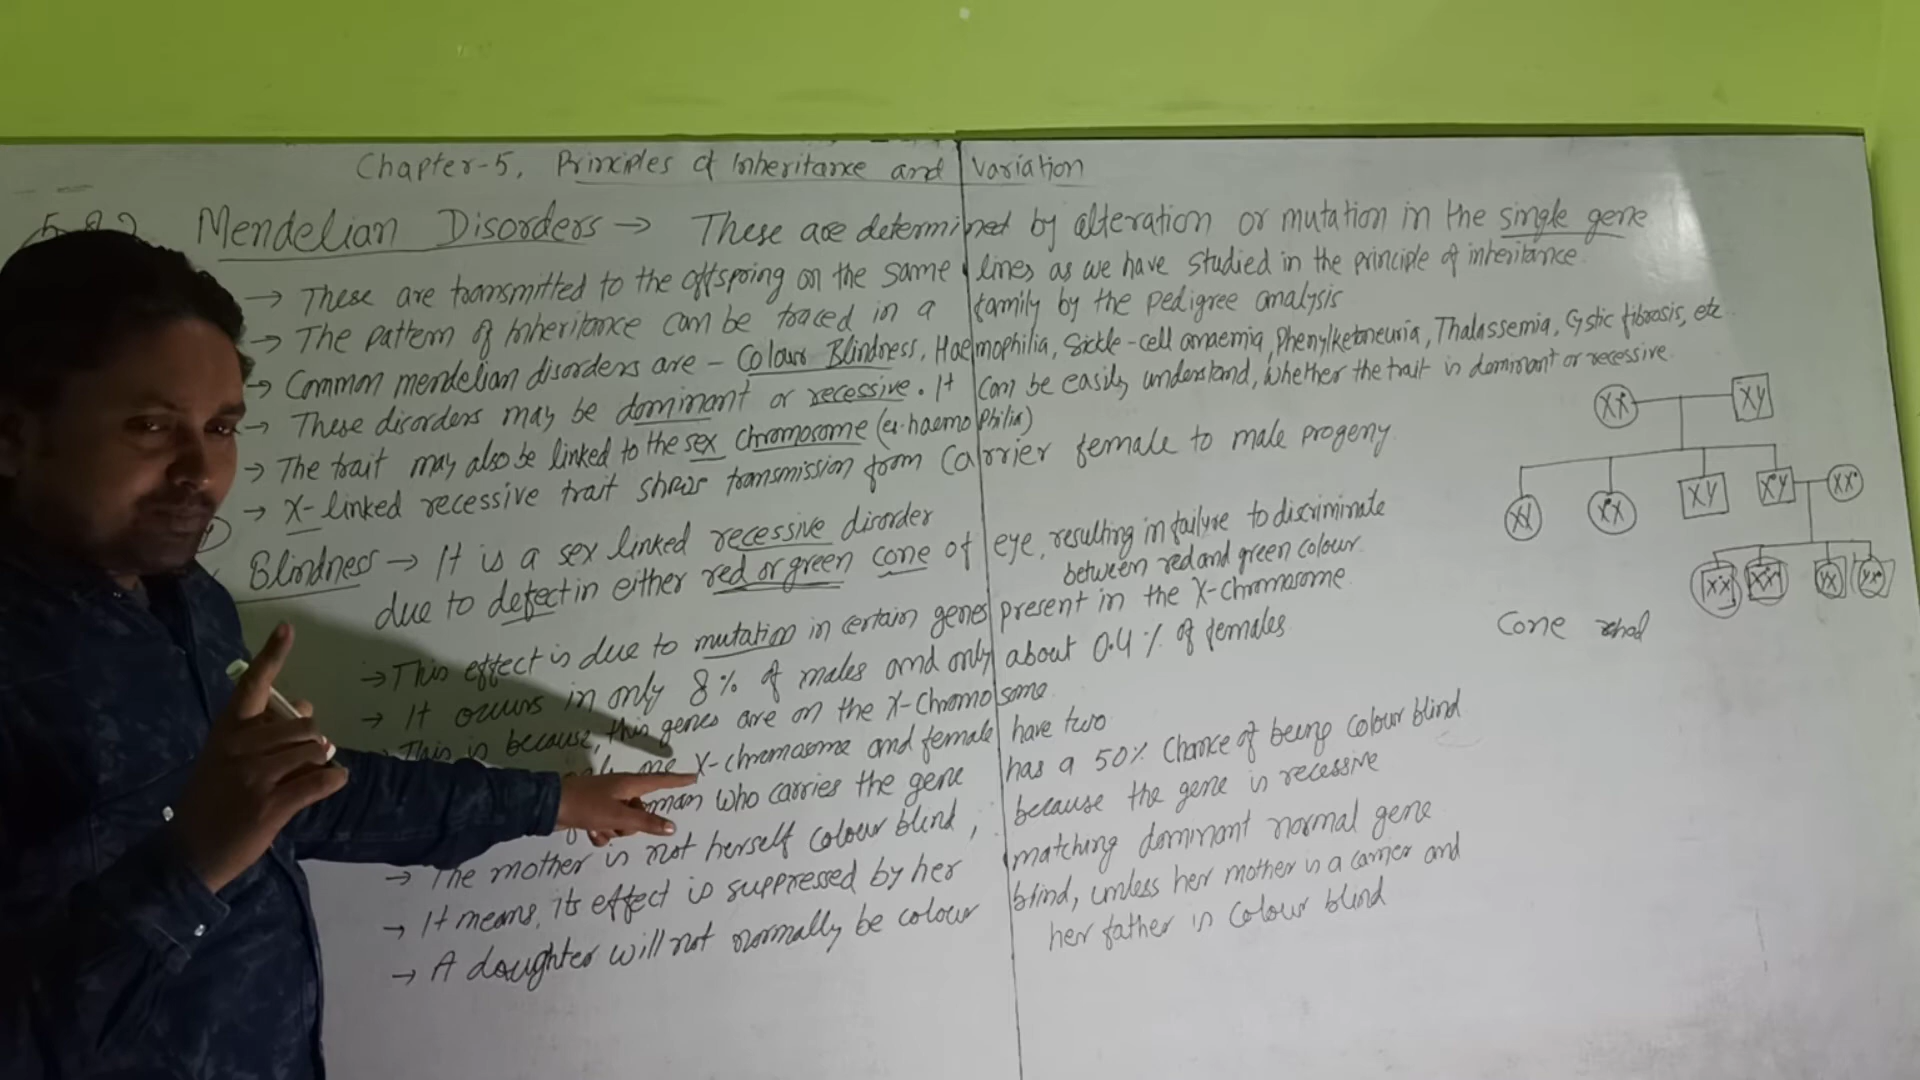 Chapter-5, Principles of Inheritance and Variation
Mendelian Disorders → These are determined by alteration or mutation in the single gene
→ These are transmitted to the offspring on the same lines as we have studied in the principle of inheritance.
→ The pattern of Inheritance can be traced in a family by the pedigree analysis
→ Common mendelian disorders are – Colour Blindness, Haemophilia, Sickle-cell anaemia, Phenylketoneuria, Thalassemia, Cystic fibrosis, etc
→ These disorders may be dominant or recessive. It can be easily understand, whether the trait is dominant or recessive.
→ The trait may also be linked to the sex chromosome (ex-haemophilia)
→ X-linked recessive trait shows transmission from Carrier female to male progeny.
Blindness → It is a sex linked recessive disorder
due to defect in either red or green cone of eye, resulting in failure to discriminate
between red and green colour.
→ This effect is due to mutation in certain genes present in the X-Chromosome
→ It occurs in only 8% of males and only about 0.4% of females
This is because, this genes are on the X-Chromosome
one X-chromosome and female have two
who carries the gene has a 50% Chance of being colour blind
→ The mother is not herself colour blind, because the gene is recessive
→ It means, its effect is suppressed by her matching dominant normal gene
→ A daughter will not normally be colour blind, unless her mother is a carrier and
her father is colour blind
XX XY
XY XX
XY XY XX
Cone